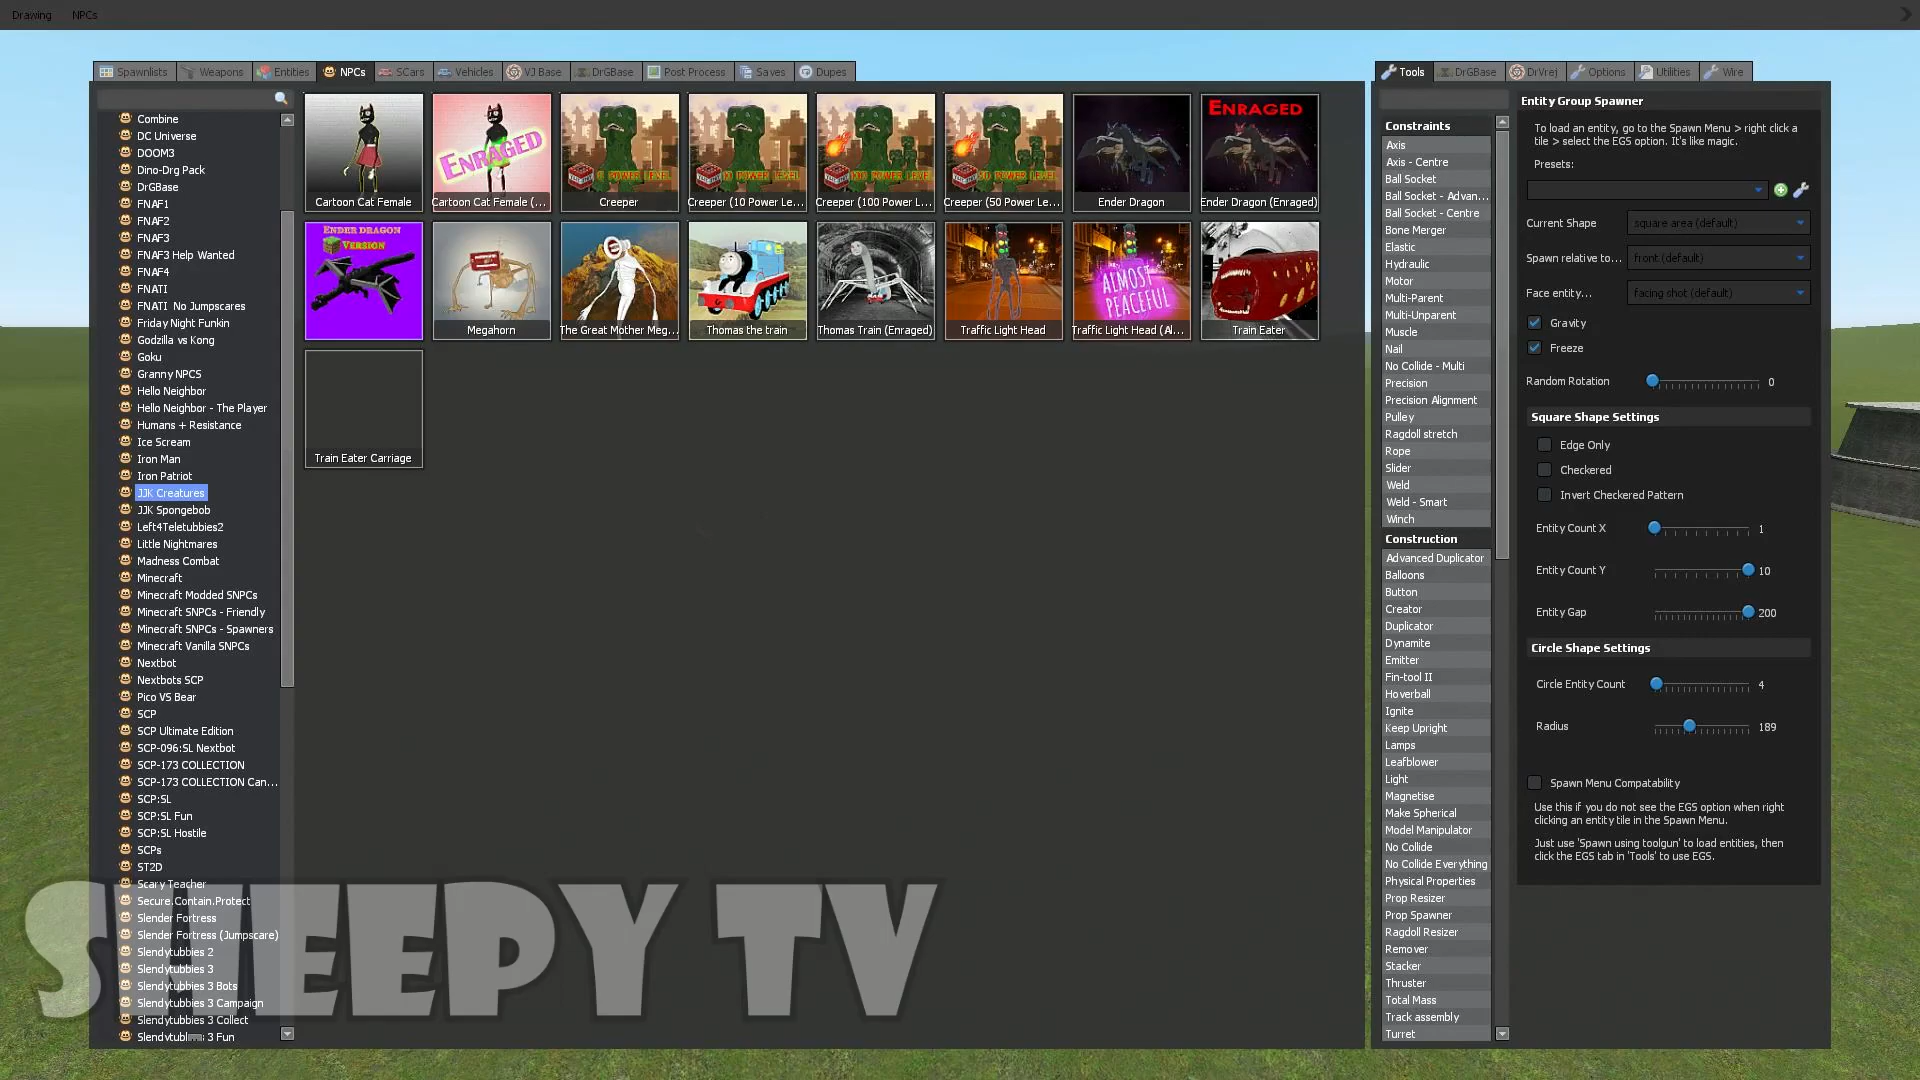 Drawing NPCs
Spawnlists Weapons Entities NPCs SCars Vehicles VJ Base DrGBase Post Process Saves Dupes
Combine
DC Universe
DOOM3
Dino-Drg Pack
DrGBase
FNAF1
FNAF2
FNAF3
FNAF3 Help Wanted
FNAF4
FNATI
FNATI No Jumpscares
Friday Night Funkin
Godzilla vs Kong
Goku
Granny NPCS
Hello Neighbor
Hello Neighbor - The Player
Humans + Resistance
Ice Scream
Iron Man
Iron Patriot
JJK Creatures
JJK Spongebob
Left4Teletubbies2
Little Nightmares
Madness Combat
Minecraft
Minecraft Modded SNPCs
Minecraft SNPCs - Friendly
Minecraft SNPCs - Spawners
Minecraft Vanilla SNPCs
Nextbot
Nextbots SCP
Pico VS Bear
SCP
SCP Ultimate Edition
SCP-096:SL Nextbot
SCP-173 COLLECTION
SCP-173 COLLECTION Can...
SCP:SL
SCP:SL Fun
SCP:SL Hostile
SCPs
ST2D
Scary Teacher
Secure.Contain.Protect
Slender Fortress
Slender Fortress (Jumpscare)
Slendytubbies 2
Slendytubbies 3
Slendytubbies 3 Bots
Slendytubbies 3 Campaign
Slendytubbies 3 Collect
3 Fun
ENRAGED
10 POWER LEVEL
ENRAGED
Cartoon Cat Female
Cartoon Cat Female (...
Creeper
Creeper (10 Power Le...
Creeper (100 Power L...
Creeper (50 Power Le...
Ender Dragon
Ender Dragon (Enraged)
ENDER DRAGON
VERSION
ALMOST
PEACEFUL
Megahorn
The Great Mother Meg...
Thomas the train
Thomas Train (Enraged)
Traffic Light Head
Traffic Light Head (Al...
Train Eater
Train Eater Carriage
SHEEPY TV
Tools DrGBase DrVrej Options Utilities Wire
Constraints
Axis
Axis - Centre
Ball Socket
Ball Socket - Advan...
Ball Socket - Centre
Bone Merger
Elastic
Hydraulic
Motor
Multi-Parent
Multi-Unparent
Muscle
Nail
No Collide - Multi
Precision
Precision Alignment
Pulley
Ragdoll stretch
Rope
Slider
Weld
Weld - Smart
Winch
Construction
Advanced Duplicator
Balloons
Button
Creator
Duplicator
Dynamite
Emitter
Fin-tool II
Hoverball
Ignite
Keep Upright
Lamps
Leafblower
Light
Magnetise
Make Spherical
Model Manipulator
No Collide
No Collide Everything
Physical Properties
Prop Resizer
Prop Spawner
Ragdoll Resizer
Remover
Stacker
Thruster
Total Mass
Track assembly
Turret
Entity Group Spawner
To load an entity, go to the Spawn Menu > right click a
tile > select the EGS option. It's like magic.
Presets:
Current Shape square area (default)
Spawn relative to... front (default)
Face entity... facing shot (default)
Gravity
Freeze
Random Rotation 0
Square Shape Settings
Edge Only
Checkered
Invert Checkered Pattern
Entity Count X 1
Entity Count Y 10
Entity Gap 200
Circle Shape Settings
Circle Entity Count 4
Radius 189
Spawn Menu Compatability
Use this if you do not see the EGS option when right
clicking an entity tile in the Spawn Menu.
Just use 'Spawn using toolgun' to load entities, then
click the EGS tab in 'Tools' to use EGS.